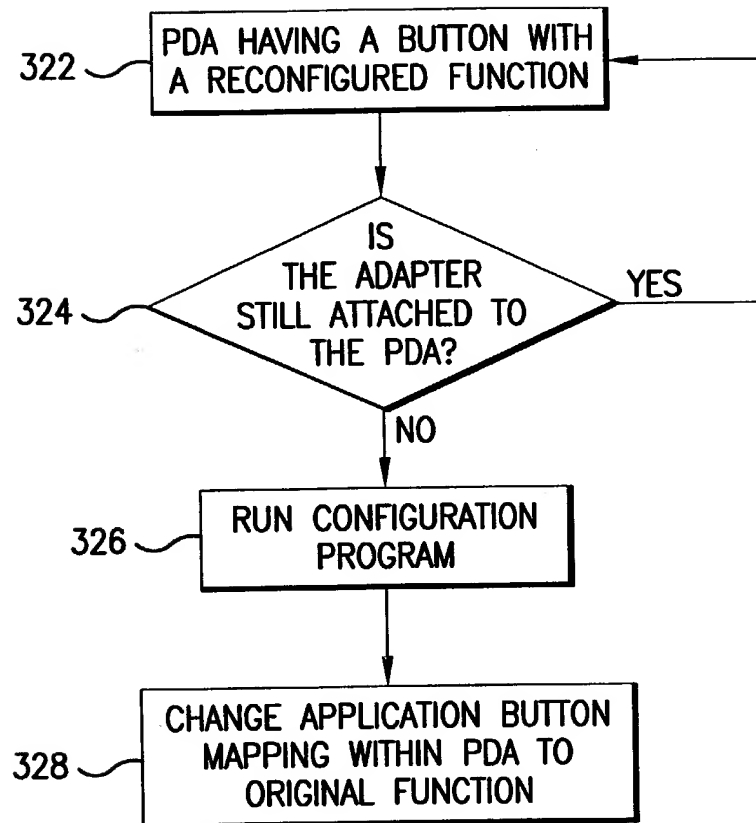 322
PDA HAVING A BUTTON WITH
A RECONFIGURED FUNCTION
324
IS
THE ADAPTER
STILL ATTACHED TO
THE PDA?
YES
NO
326
RUN CONFIGURATION
PROGRAM
328
CHANGE APPLICATION BUTTON
MAPPING WITHIN PDA TO
ORIGINAL FUNCTION